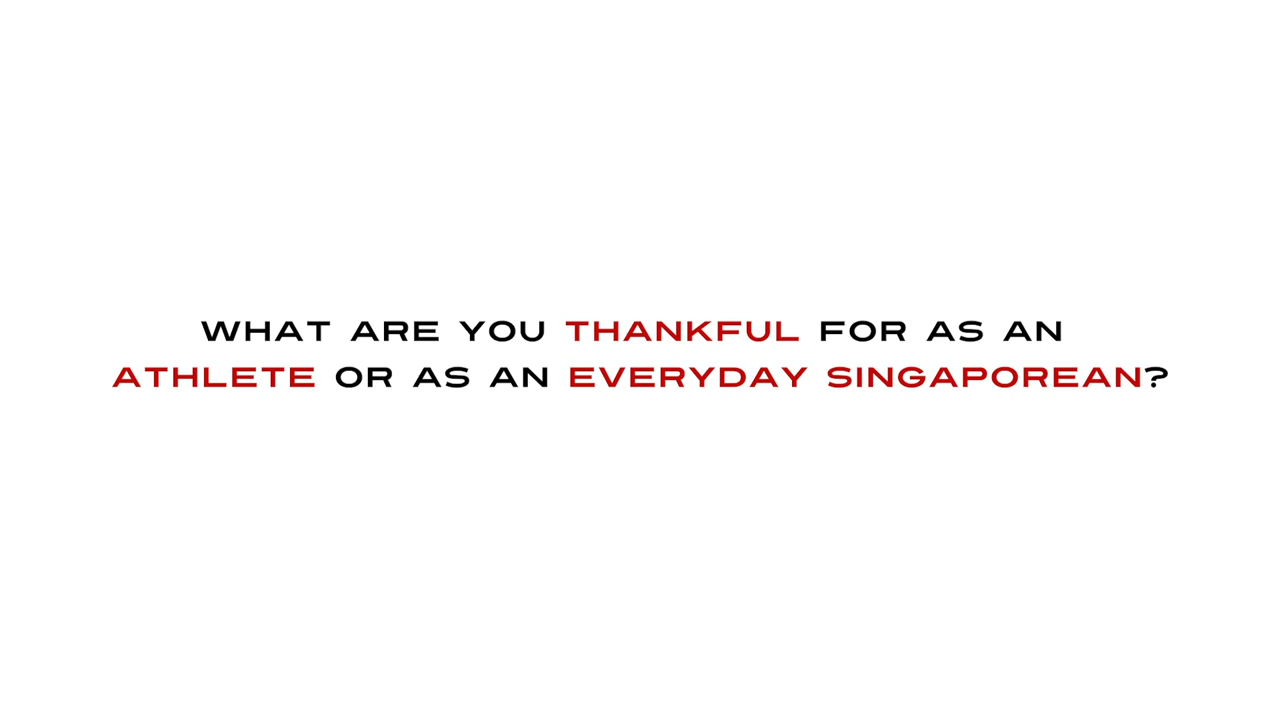 WHAT ARE YOU THANKFUL FOR AS AN
ATHLETE OR AS AN EVERYDAY SINGAPOREAN?